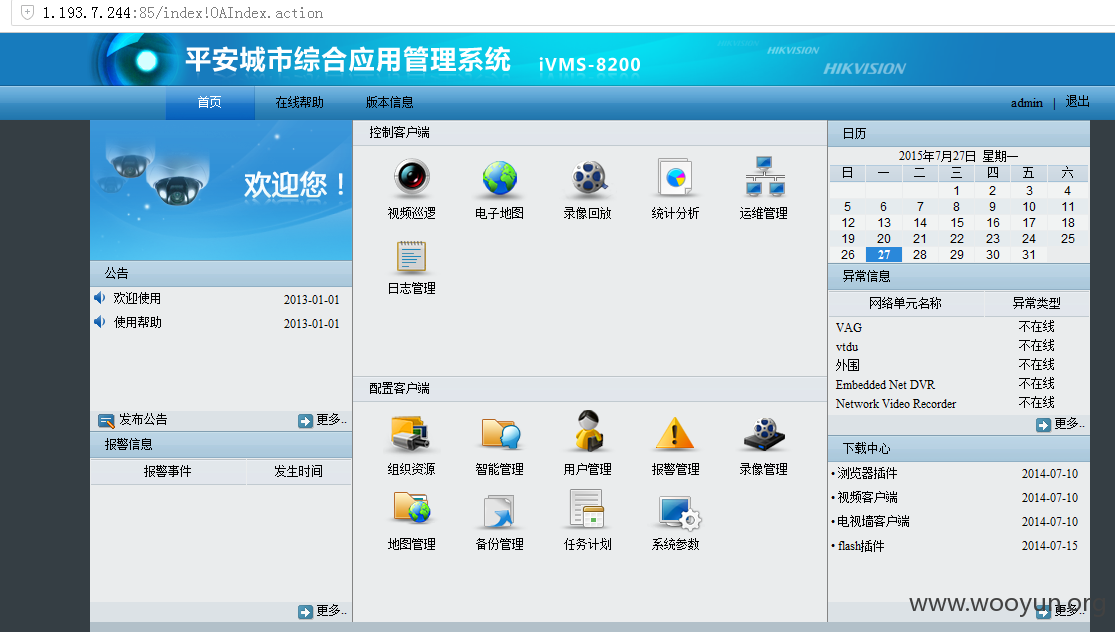 1.193.7.244:85/index!OAIndex.action
平安城市综合应用管理系统 iVMS-8200
HIKVISION
HIKVISION
HIKVISION
首页 在线帮助 版本信息
admin | 退出
欢迎您！
公告
欢迎使用 2013-01-01
使用帮助 2013-01-01
发布公告 更多..
报警信息
报警事件 发生时间
更多..
控制客户端
视频巡逻 电子地图 录像回放 统计分析 运维管理
日志管理
配置客户端
组织资源 智能管理 用户管理 报警管理 录像管理
地图管理 备份管理 任务计划 系统参数
日历
2015年7月27日 星期一
日 一 二 三 四 五 六
1 2 3 4
5 6 7 8 9 10 11
12 13 14 15 16 17 18
19 20 21 22 23 24 25
26 27 28 29 30 31
异常信息
网络单元名称 异常类型
VAG 不在线
vtdu 不在线
外围 不在线
Embedded Net DVR 不在线
Network Video Recorder 不在线
更多..
下载中心
•浏览器插件 2014-07-10
•视频客户端 2014-07-10
•电视墙客户端 2014-07-10
•flash插件 2014-07-15
更多..
www.wooyun.org